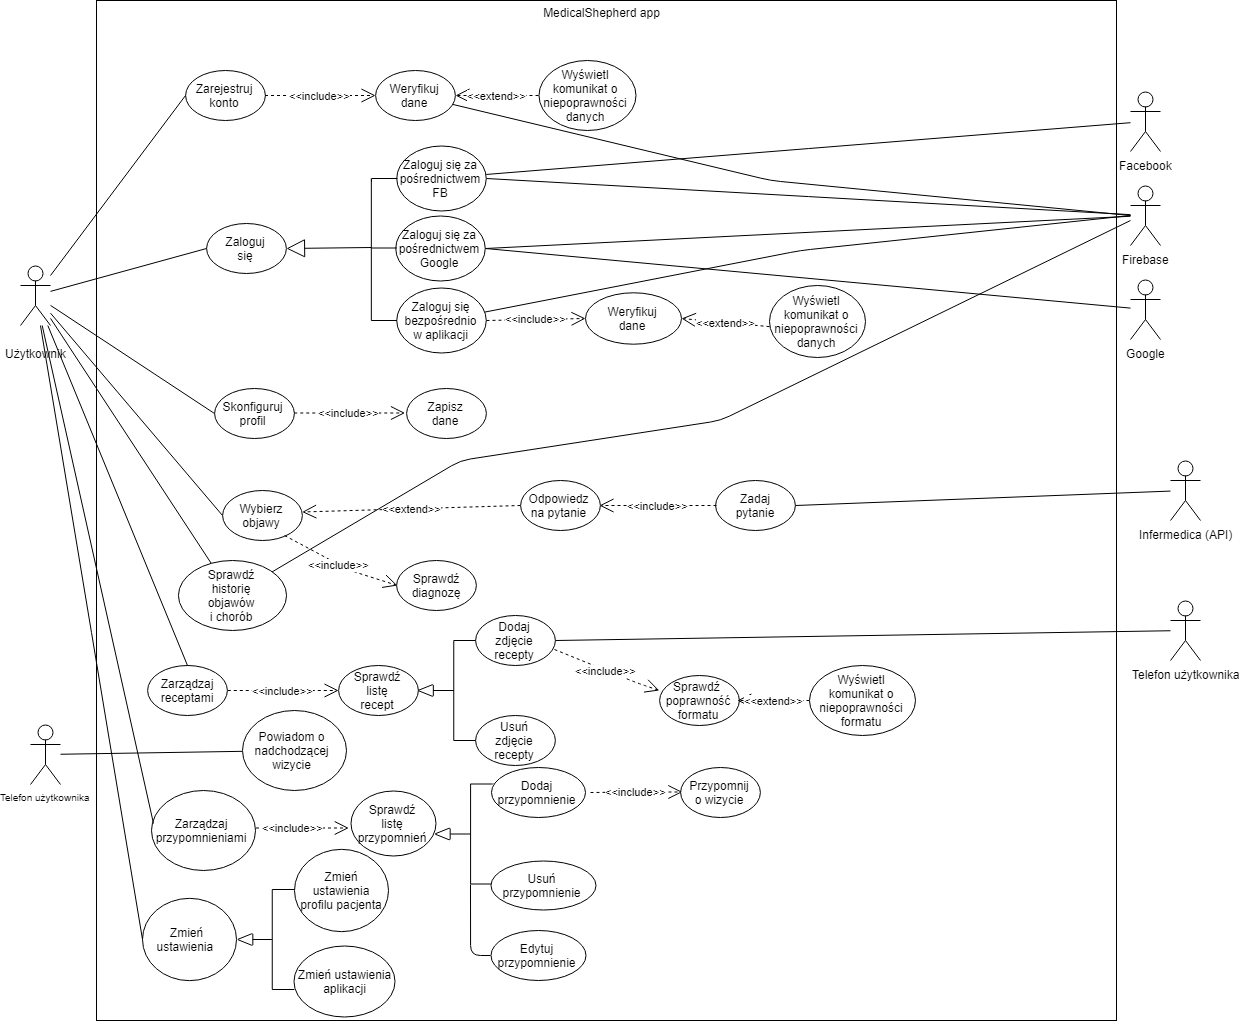 MedicalShepherd app
Zarejestruj
konto
<<include>>
Weryfikuj
dane
<<extend>>
Wyświetl
komunikat o
niepoprawności
danych
Facebook
Zaloguj się za
pośrednictwem
FB
Firebase
Zaloguj
się
Zaloguj się za
pośrednictwem
Google
Google
Zaloguj się
bezpośrednio
w aplikacji
<<include>>
Weryfikuj
dane
<<extend>>
Wyświetl
komunikat o
niepoprawności
danych
Użytkownik
Skonfiguruj
profil
<<include>>
Zapisz
dane
Wybierz
objawy
<<extend>>
Odpowiedz
na pytanie
<<include>>
Zadaj
pytanie
Infermedica (API)
<<include>>
Sprawdź
diagnozę
Sprawdź
historię
objawów
i chorób
Dodaj
zdjęcie
recepty
Telefon użytkownika
<<include>>
Zarządzaj
receptami
<<include>>
Sprawdź
listę
recept
Sprawdź
poprawność
formatu
<<extend>>
Wyświetl
komunikat o
niepoprawności
formatu
Usuń
zdjęcie
recepty
Powiadom o
nadchodzącej
wizycie
Telefon użytkownika
Dodaj
przypomnienie
<<include>>
Przypomnij
o wizycie
Zarządzaj
przypomnieniami
<<include>>
Sprawdź
listę
przypomnień
Usuń
przypomnienie
Zmień
ustawienia
profilu pacjenta
Zmień
ustawienia
Edytuj
przypomnienie
Zmień ustawienia
aplikacji